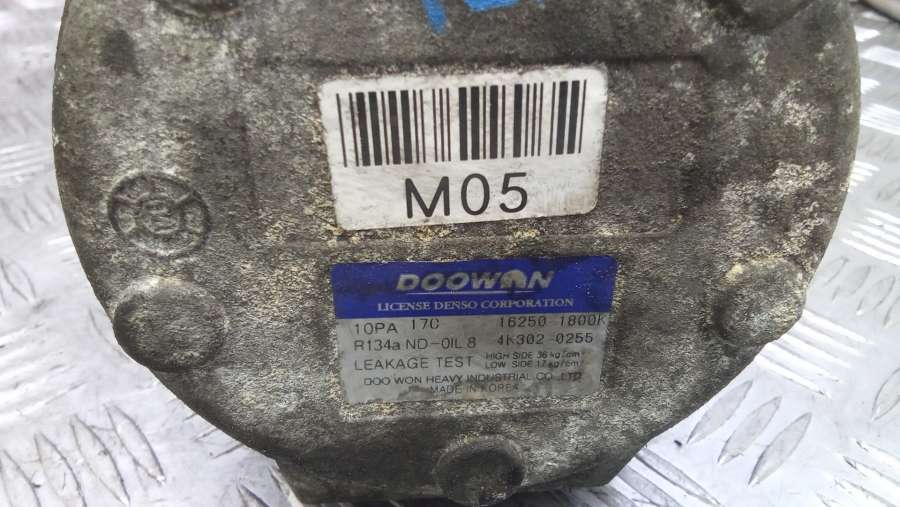 M05
DOOWON
LICENSE DENSO CORPORATION
10PA 17C 16250-1800K
R134a ND-OIL 8 4K302-0255
LEAKAGE TEST HIGH SIDE 36 kg/cm²
LOW SIDE 17 kg/cm²
DOO WON HEAVY INDUSTRIAL CO., LTD
MADE IN KOREA